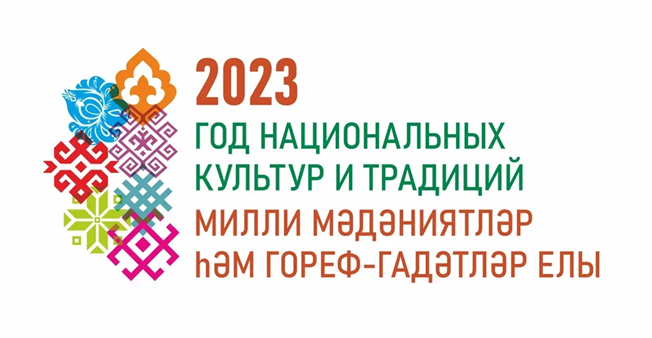 2023
ГОД НАЦИОНАЛЬНЫХ
КУЛЬТУР И ТРАДИЦИЙ
МИЛЛИ МӘДӘНИЯТЛӘР
һӘМ ГОРЕФ-ГАДӘТЛӘР ЕЛЫ